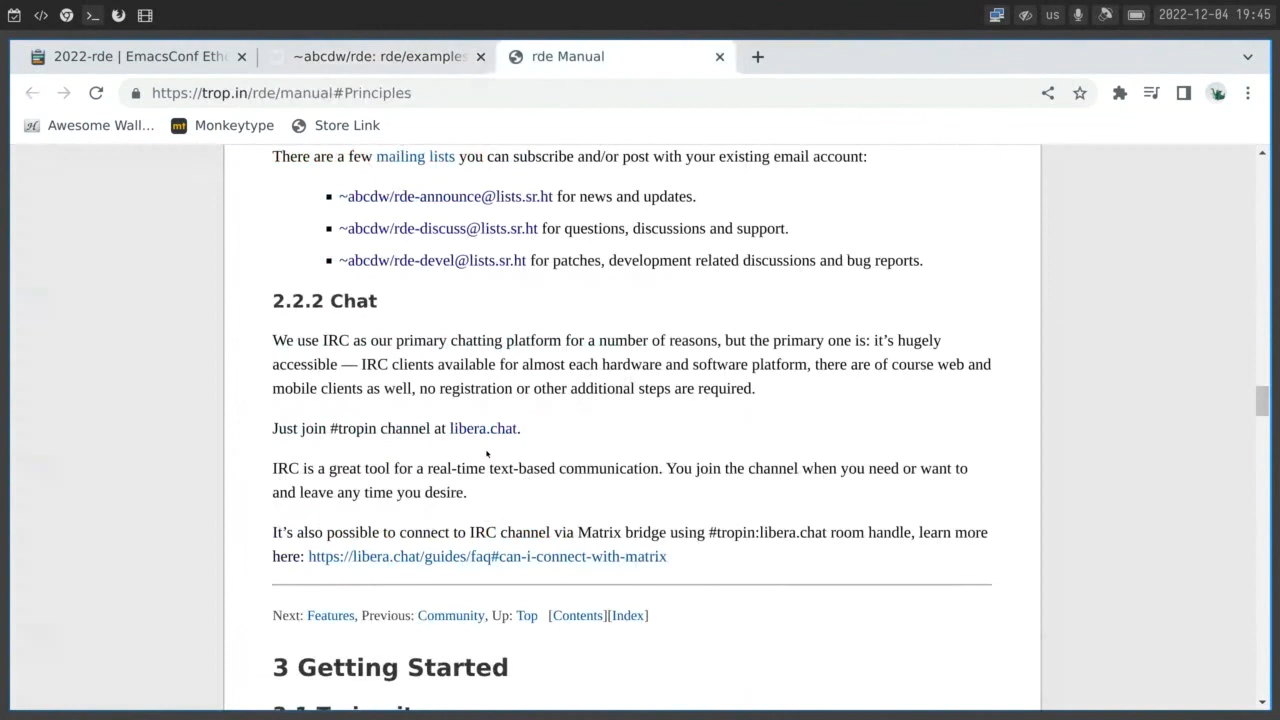 us 2022-12-04 19:45
2022-rde | EmacsConf Ethe
~abcdw/rde: rde/examples
rde Manual
https://trop.in/rde/manual#Principles
Awesome Wall...
mt Monkeytype
Store Link
There are a few mailing lists you can subscribe and/or post with your existing email account:
~abcdw/rde-announce@lists.sr.ht for news and updates.
~abcdw/rde-discuss@lists.sr.ht for questions, discussions and support.
~abcdw/rde-devel@lists.sr.ht for patches, development related discussions and bug reports.
2.2.2 Chat
We use IRC as our primary chatting platform for a number of reasons, but the primary one is: it’s hugely
accessible — IRC clients available for almost each hardware and software platform, there are of course web and
mobile clients as well, no registration or other additional steps are required.
Just join #tropin channel at libera.chat.
IRC is a great tool for a real-time text-based communication. You join the channel when you need or want to
and leave any time you desire.
It’s also possible to connect to IRC channel via Matrix bridge using #tropin:libera.chat room handle, learn more
here: https://libera.chat/guides/faq#can-i-connect-with-matrix
Next: Features, Previous: Community, Up: Top [Contents][Index]
3 Getting Started